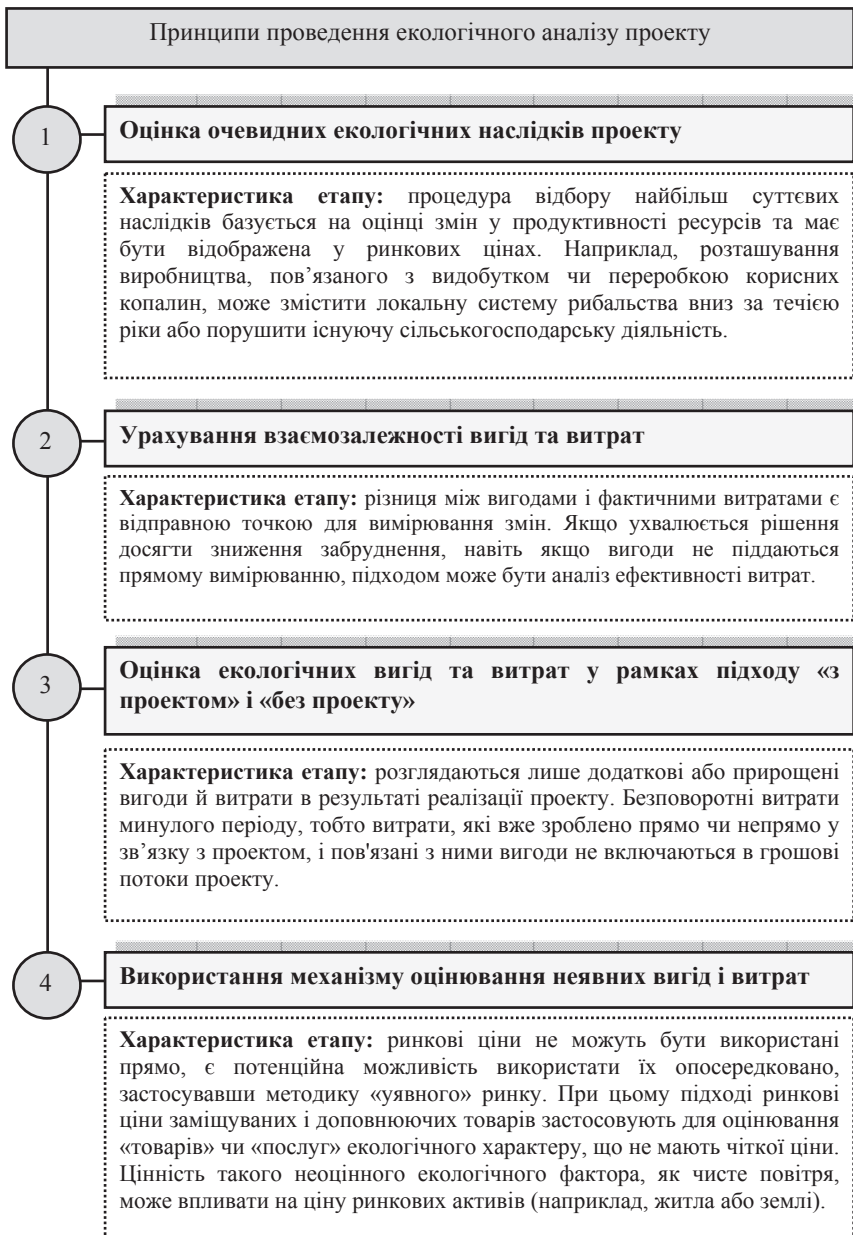 Принципи проведення екологічного аналізу проекту
1
Оцінка очевидних екологічних наслідків проекту
Характеристика етапу: процедура відбору найбільш суттєвих
наслідків базується на оцінці змін у продуктивності ресурсів та має
бути відображена у ринкових цінах. Наприклад, розташування
виробництва, пов’язаного з видобутком чи переробкою корисних
копалин, може змістити локальну систему рибальства вниз за течією
ріки або порушити існуючу сільськогосподарську діяльність.
2
Урахування взаємозалежності вигід та витрат
Характеристика етапу: різниця між вигодами і фактичними витратами є
відправною точкою для вимірювання змін. Якщо ухвалюється рішення
досягти зниження забруднення, навіть якщо вигоди не піддаються
прямому вимірюванню, підходом може бути аналіз ефективності витрат.
3
Оцінка екологічних вигід та витрат у рамках підходу «з
проектом» і «без проекту»
Характеристика етапу: розглядаються лише додаткові або прирощені
вигоди й витрати в результаті реалізації проекту. Безповоротні витрати
минулого періоду, тобто витрати, які вже зроблено прямо чи непрямо у
зв’язку з проектом, і пов'язані з ними вигоди не включаються в грошові
потоки проекту.
4
Використання механізму оцінювання неявних вигід і витрат
Характеристика етапу: ринкові ціни не можуть бути використані
прямо, є потенційна можливість використати їх опосередковано,
застосувавши методику «уявного» ринку. При цьому підході ринкові
ціни заміщуваних і доповнюючих товарів застосовують для оцінювання
«товарів» чи «послуг» екологічного характеру, що не мають чіткої ціни.
Цінність такого неоцінного екологічного фактора, як чисте повітря,
може впливати на ціну ринкових активів (наприклад, житла або землі).